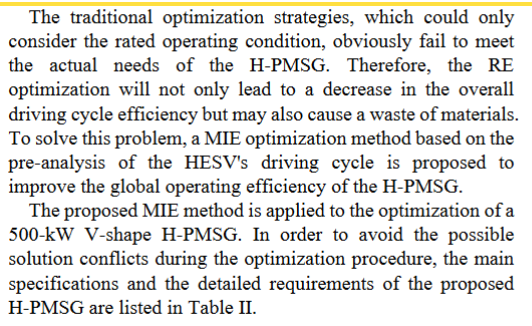 The traditional optimization strategies, which could only
consider the rated operating condition, obviously fail to meet
the actual needs of the H-PMSG. Therefore, the RE
optimization will not only lead to a decrease in the overall
driving cycle efficiency but may also cause a waste of materials.
To solve this problem, a MIE optimization method based on the
pre-analysis of the HESV's driving cycle is proposed to
improve the global operating efficiency of the H-PMSG.
The proposed MIE method is applied to the optimization of a
500-kW V-shape H-PMSG. In order to avoid the possible
solution conflicts during the optimization procedure, the main
specifications and the detailed requirements of the proposed
H-PMSG are listed in Table II.